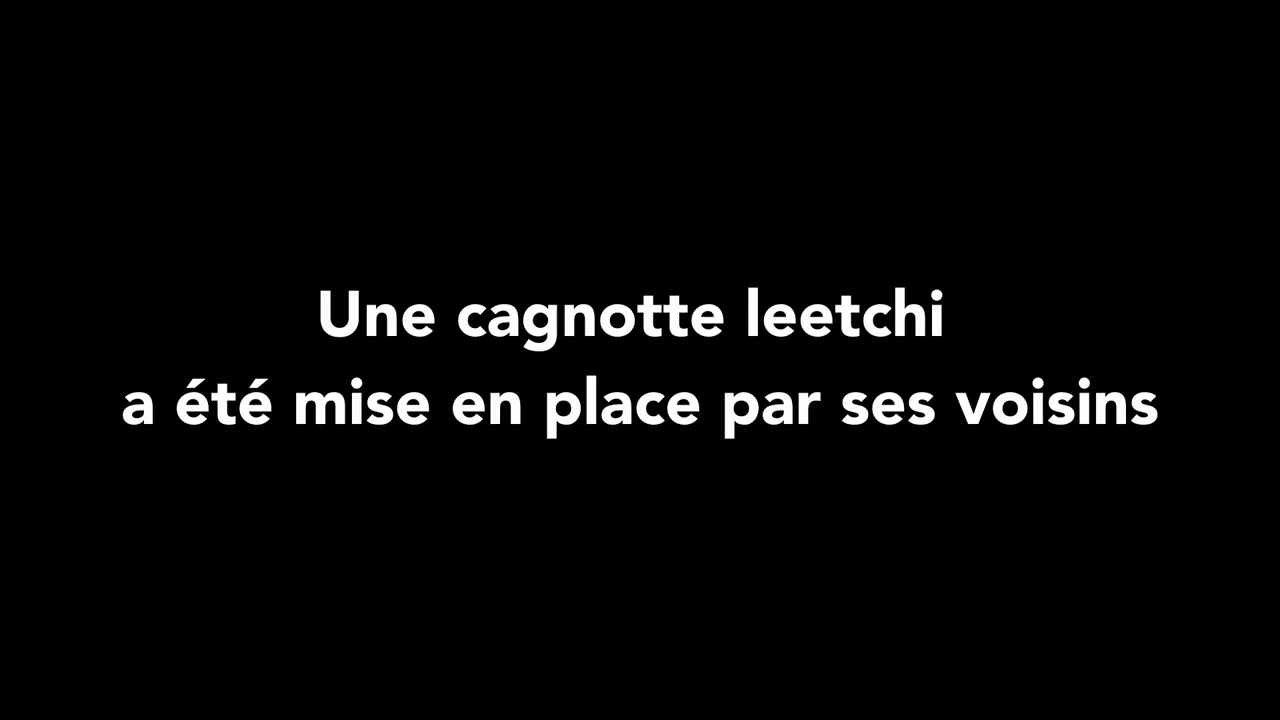 Une cagnotte leetchi
a été mise en place par ses voisins